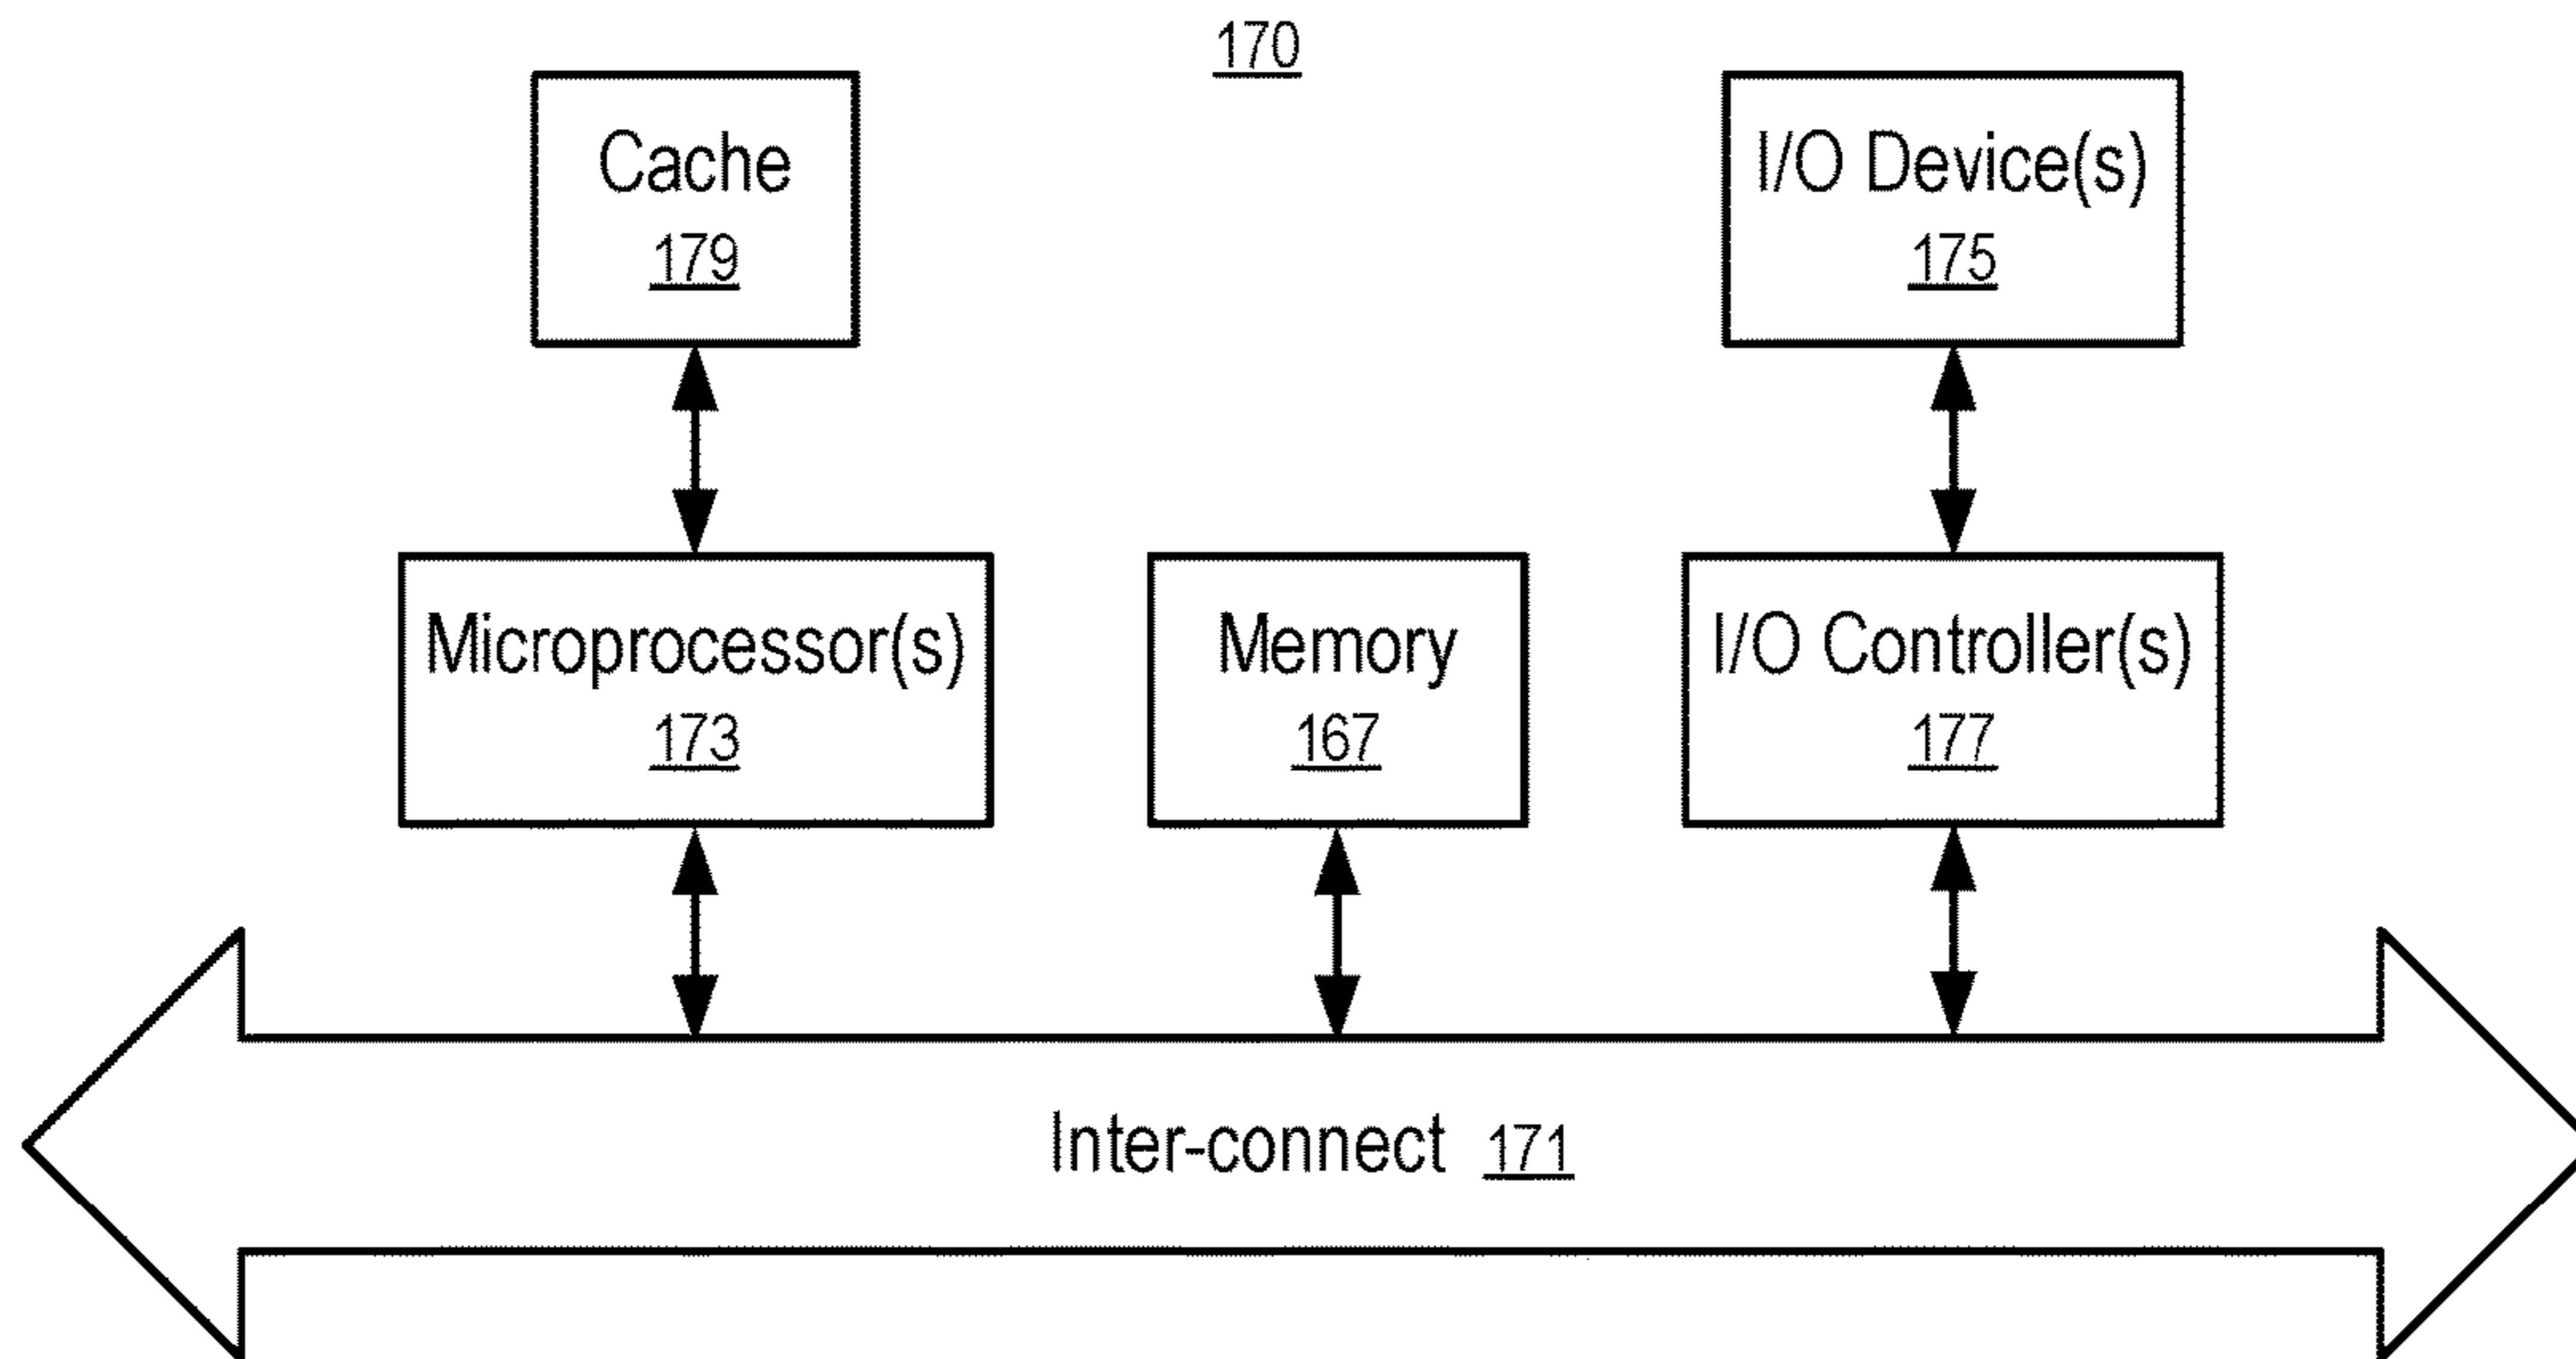 170
Cache
179
I/O Device(s)
175
Microprocessor(s)
173
Memory
167
I/O Controller(s)
177
Inter-connect 171